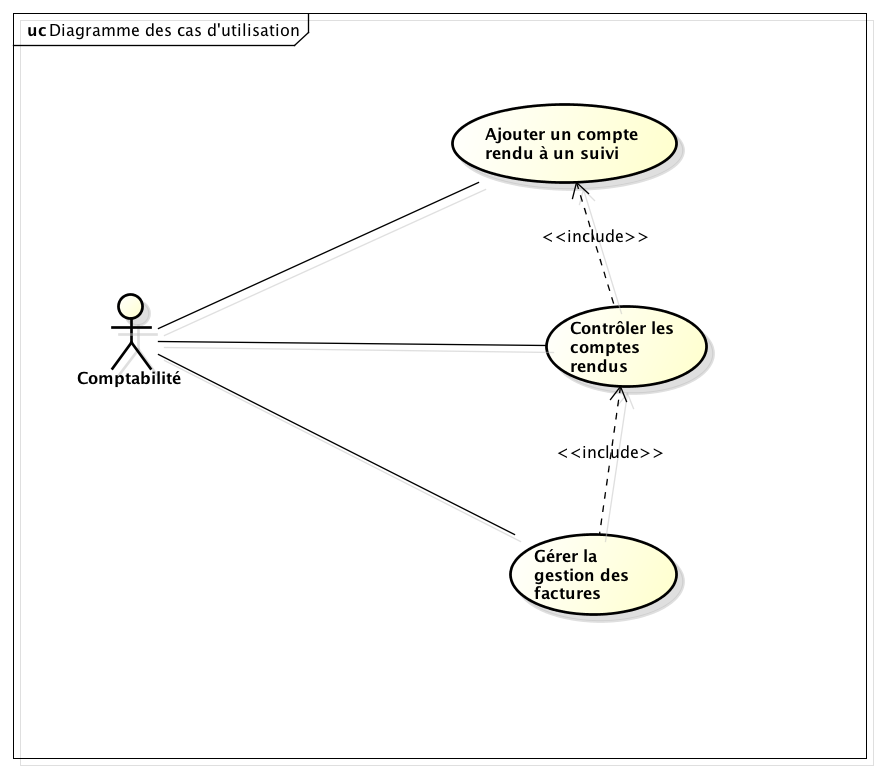 uc Diagramme des cas d'utilisation
Ajouter un compte
rendu à un suivi
<<include>>
Contrôler les
comptes
rendus
Comptabilité
<<include>>
Gérer la
gestion des
factures